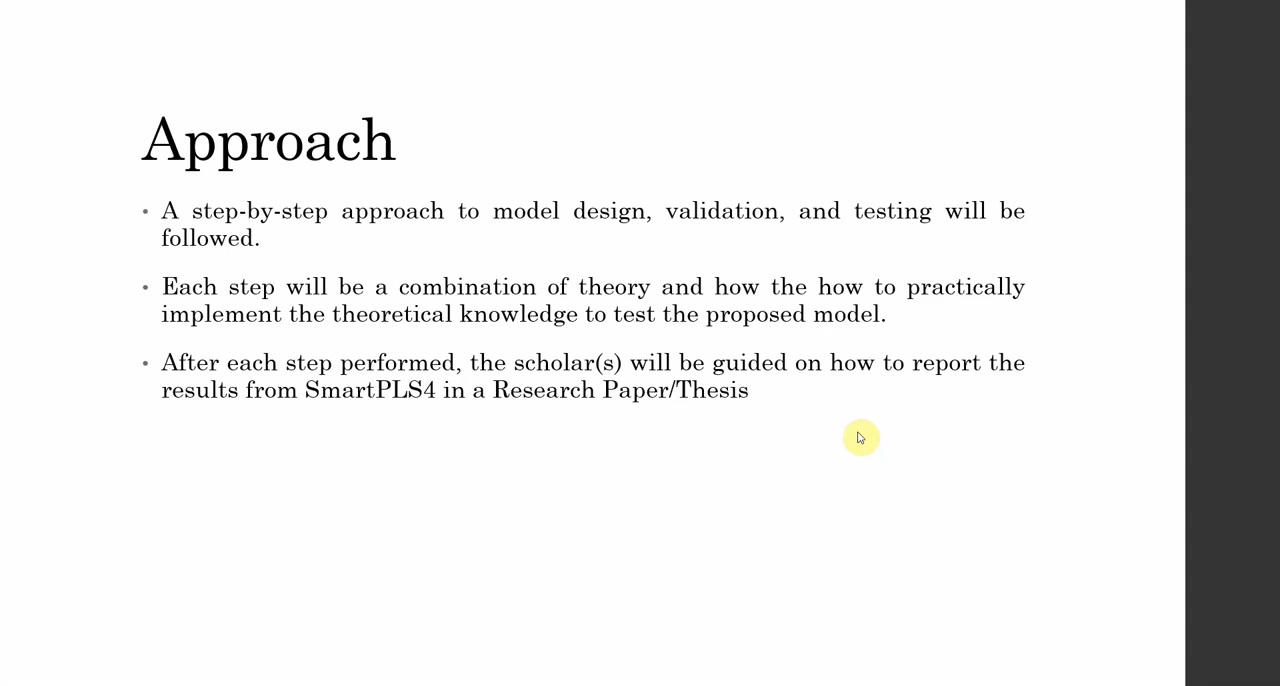 Approach
• A step-by-step approach to model design, validation, and testing will be
followed.
• Each step will be a combination of theory and how the how to practically
implement the theoretical knowledge to test the proposed model.
• After each step performed, the scholar(s) will be guided on how to report the
results from SmartPLS4 in a Research Paper/Thesis